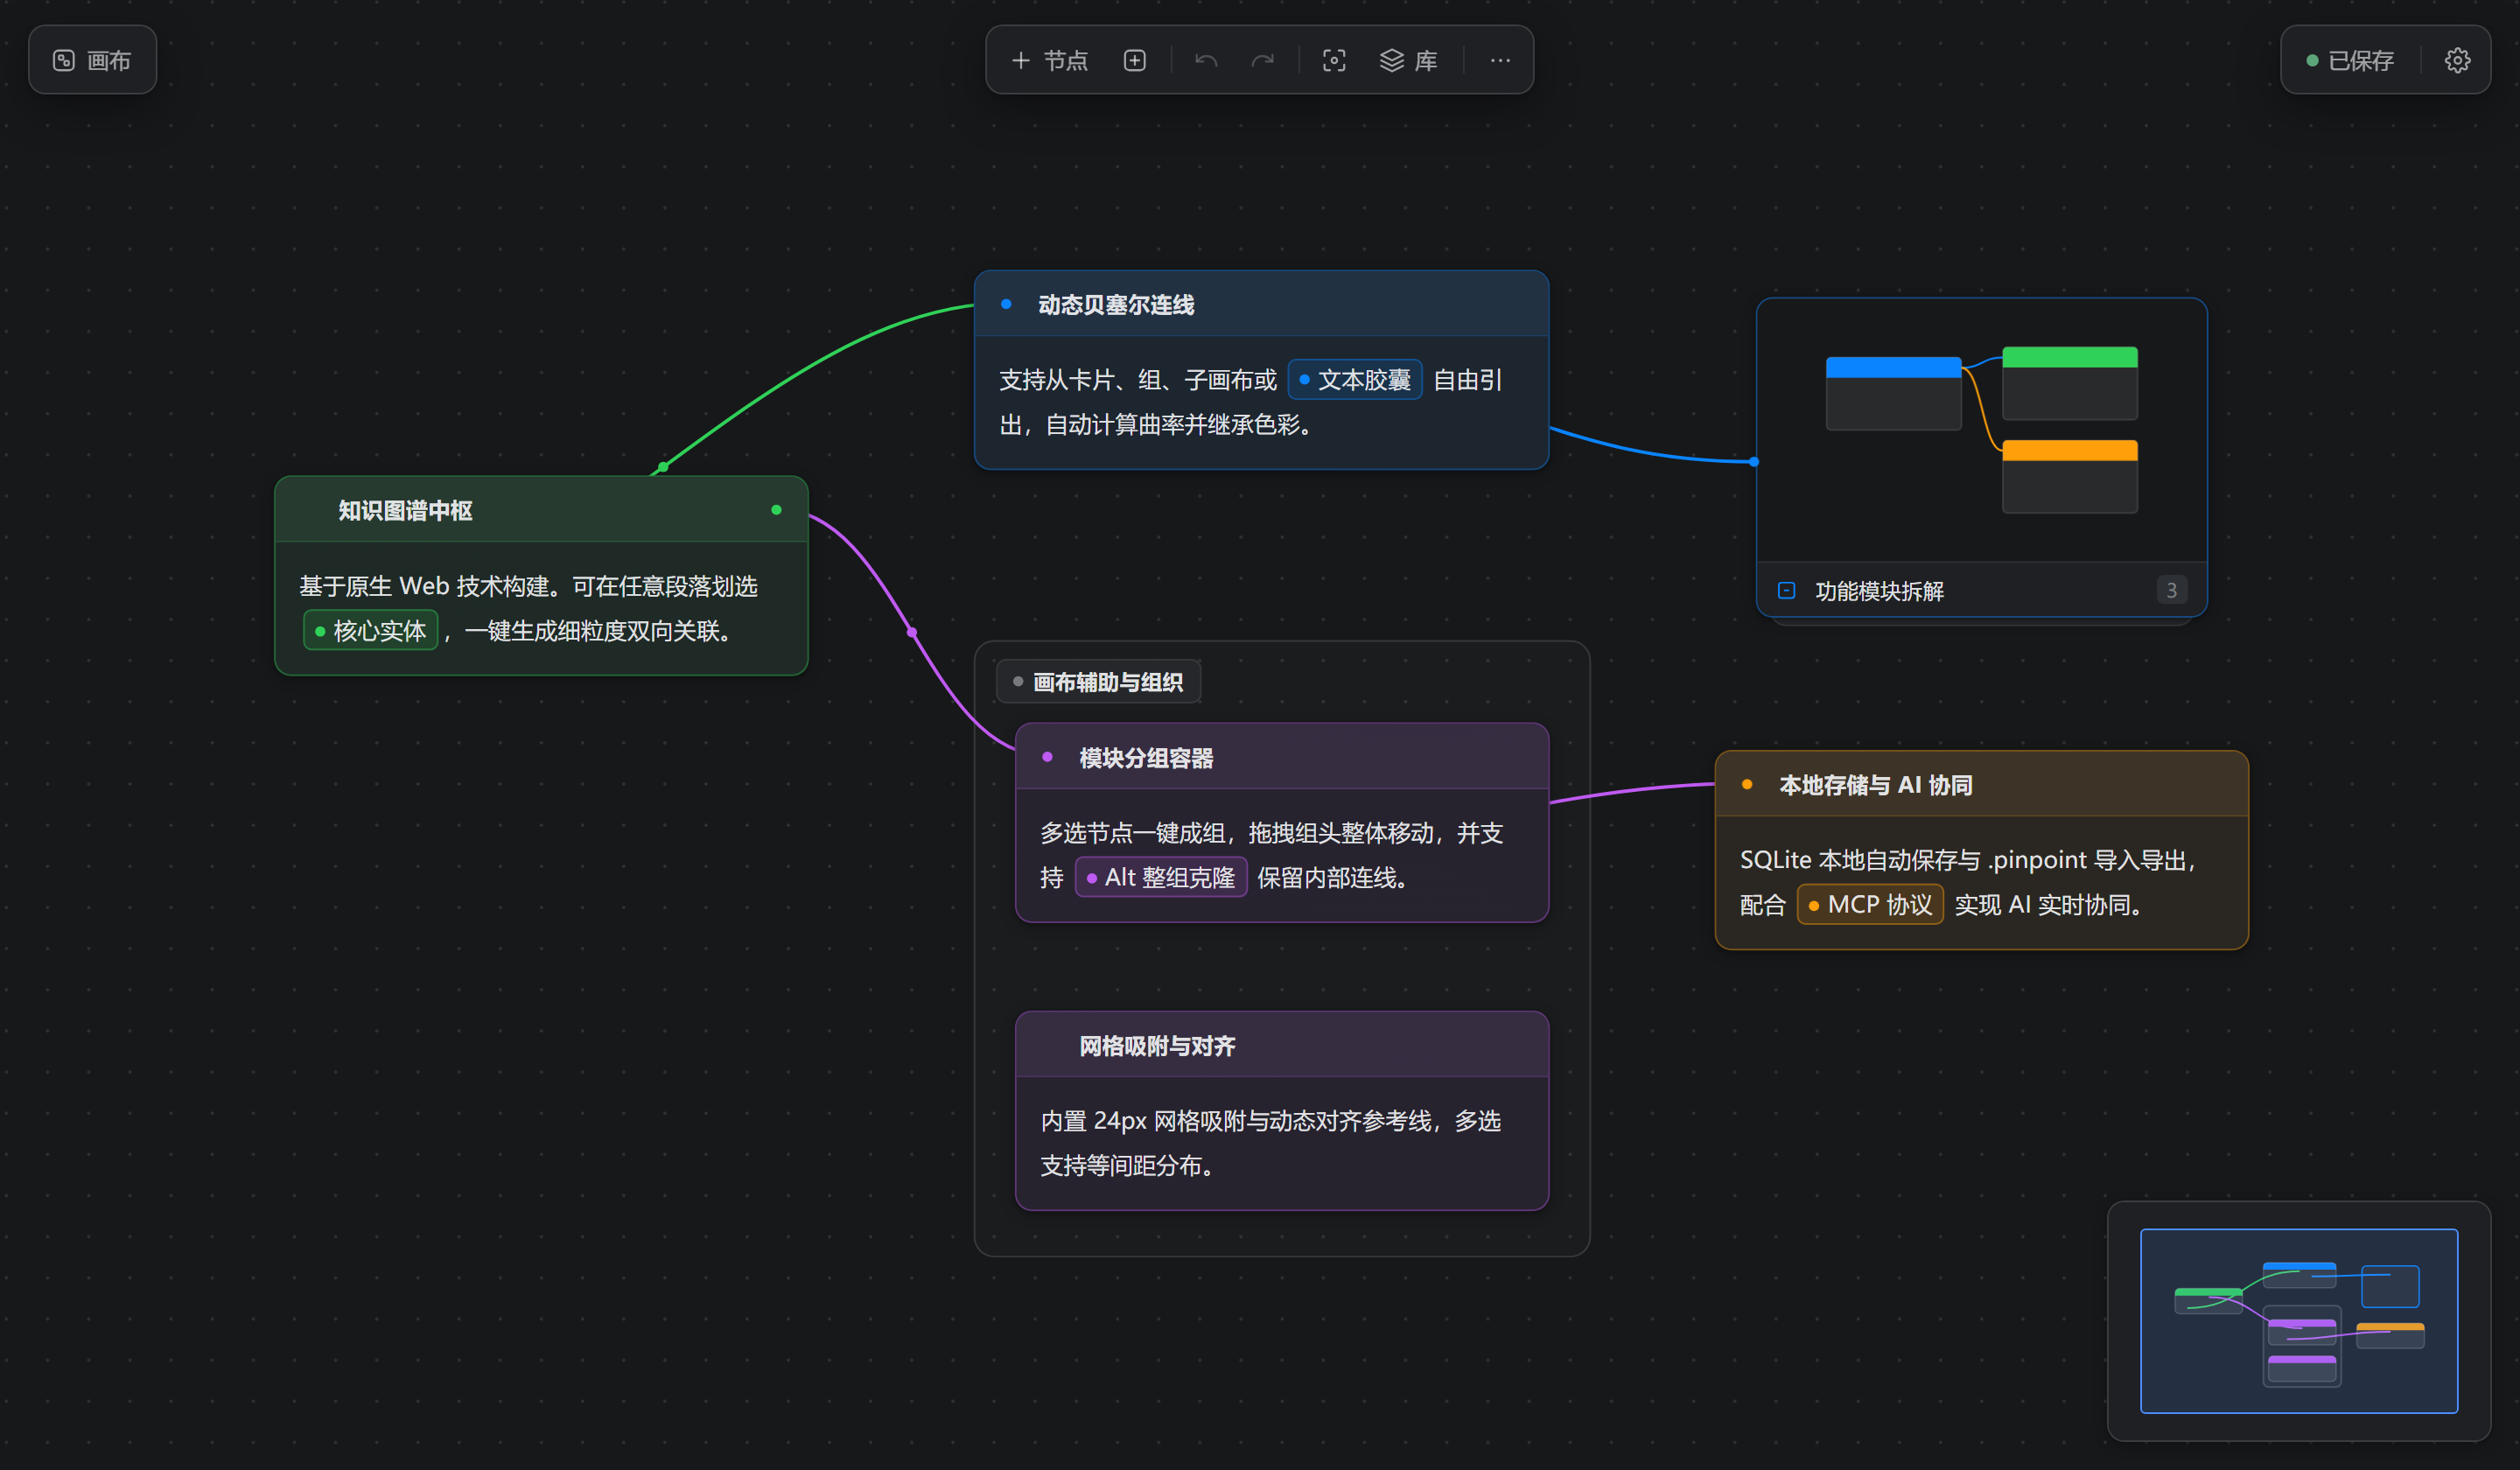 画布
节点
库
已保存
动态贝塞尔连线
支持从卡片、组、子画布或 文本胶囊 自由引
出，自动计算曲率并继承色彩。
知识图谱中枢
基于原生 Web 技术构建。可在任意段落划选
核心实体 ，一键生成细粒度双向关联。
功能模块拆解
3
画布辅助与组织
模块分组容器
多选节点一键成组，拖拽组头整体移动，并支
持 Alt 整组克隆 保留内部连线。
本地存储与 AI 协同
SQLite 本地自动保存与 .pinpoint 导入导出，
配合 MCP 协议 实现 AI 实时协同。
网格吸附与对齐
内置 24px 网格吸附与动态对齐参考线，多选
支持等间距分布。